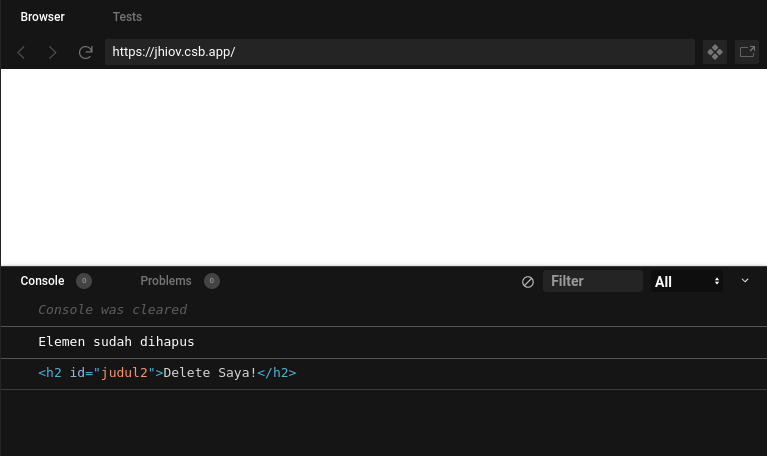 Browser Tests
https://jhiov.csb.app/
Console 0 Problems 0 Filter All
Console was cleared
Elemen sudah dihapus
<h2 id="judul2">Delete Saya!</h2>